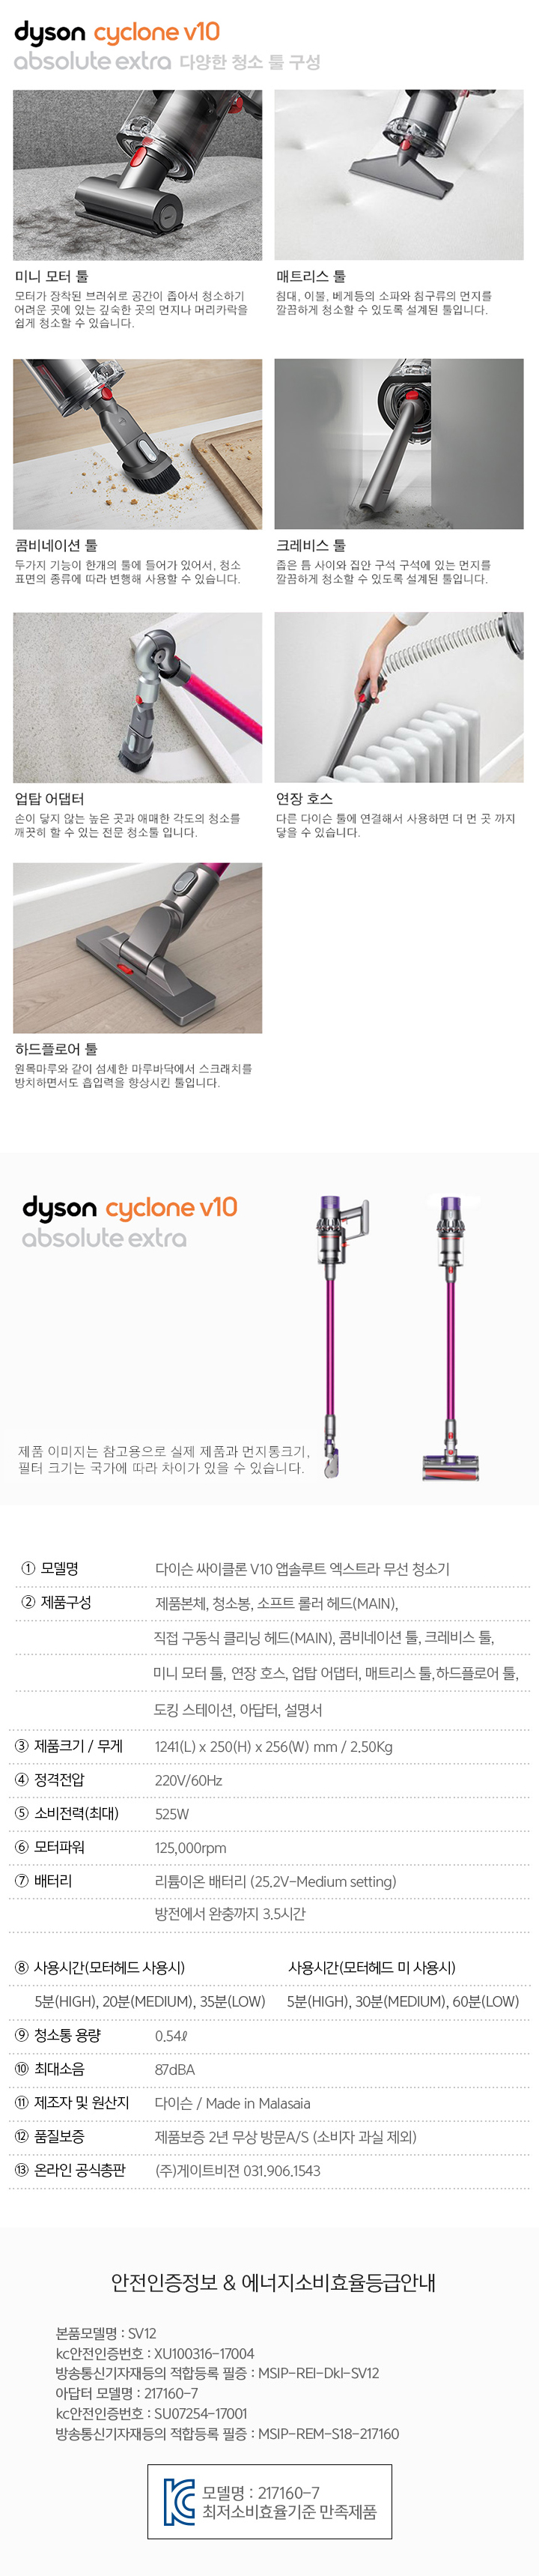 dyson cyclone v10
absolute extra 다양한 청소 툴 구성
미니 모터 툴
모터가 장착된 브러쉬로 공간이 좁아서 청소하기
어려운 곳에 있는 깊숙한 곳의 먼지나 머리카락을
쉽게 청소할 수 있습니다.
매트리스 툴
침대, 이불, 베게등의 소파와 침구류의 먼지를
깔끔하게 청소할 수 있도록 설계된 툴입니다.
콤비네이션 툴
두가지 기능이 한개의 툴에 들어가 있어서, 청소
표면의 종류에 따라 변행해 사용할 수 있습니다.
크레비스 툴
좁은 틈 사이와 집안 구석 구석에 있는 먼지를
깔끔하게 청소할 수 있도록 설계된 툴입니다.
업탑 어댑터
손이 닿지 않는 높은 곳과 애매한 각도의 청소를
깨끗히 할 수 있는 전문 청소툴 입니다.
연장 호스
다른 다이슨 툴에 연결해서 사용하면 더 먼 곳 까지
닿을 수 있습니다.
하드플로어 툴
원목마루와 같이 섬세한 마루바닥에서 스크래치를
방치하면서도 흡입력을 향상시킨 툴입니다.
dyson cyclone v10
absolute extra
제품 이미지는 참고용으로 실제 제품과 먼지통크기,
필터 크기는 국가에 따라 차이가 있을 수 있습니다.
① 모델명 다이슨 싸이클론 V10 앱솔루트 엑스트라 무선 청소기
② 제품구성 제품본체, 청소봉, 소프트 롤러 헤드(MAIN),
직접 구동식 클리닝 헤드(MAIN), 콤비네이션 툴, 크레비스 툴,
미니 모터 툴, 연장 호스, 업탑 어댑터, 매트리스 툴, 하드플로어 툴,
도킹 스테이션, 아답터, 설명서
③ 제품크기 / 무게 1241(L) x 250(H) x 256(W) mm / 2.50Kg
④ 정격전압 220V/60Hz
⑤ 소비전력(최대) 525W
⑥ 모터파워 125,000rpm
⑦ 배터리 리튬이온 배터리 (25.2V-Medium setting)
방전에서 완충까지 3.5시간
⑧ 사용시간(모터헤드 사용시) 사용시간(모터헤드 미 사용시)
5분(HIGH), 20분(MEDIUM), 35분(LOW) 5분(HIGH), 30분(MEDIUM), 60분(LOW)
⑨ 청소통 용량 0.54ℓ
⑩ 최대소음 87dBA
⑪ 제조자 및 원산지 다이슨 / Made in Malasaia
⑫ 품질보증 제품보증 2년 무상 방문A/S (소비자 과실 제외)
⑬ 온라인 공식총판 (주)게이트비젼 031.906.1543
안전인증정보 & 에너지소비효율등급안내
본품모델명 : SV12
kc안전인증번호 : XU100316-17004
방송통신기자재등의 적합등록 필증 : MSIP-REI-DkI-SV12
아답터 모델명 : 217160-7
kc안전인증번호 : SU07254-17001
방송통신기자재등의 적합등록 필증 : MSIP-REM-S18-217160
모델명 : 217160-7
최저소비효율기준 만족제품